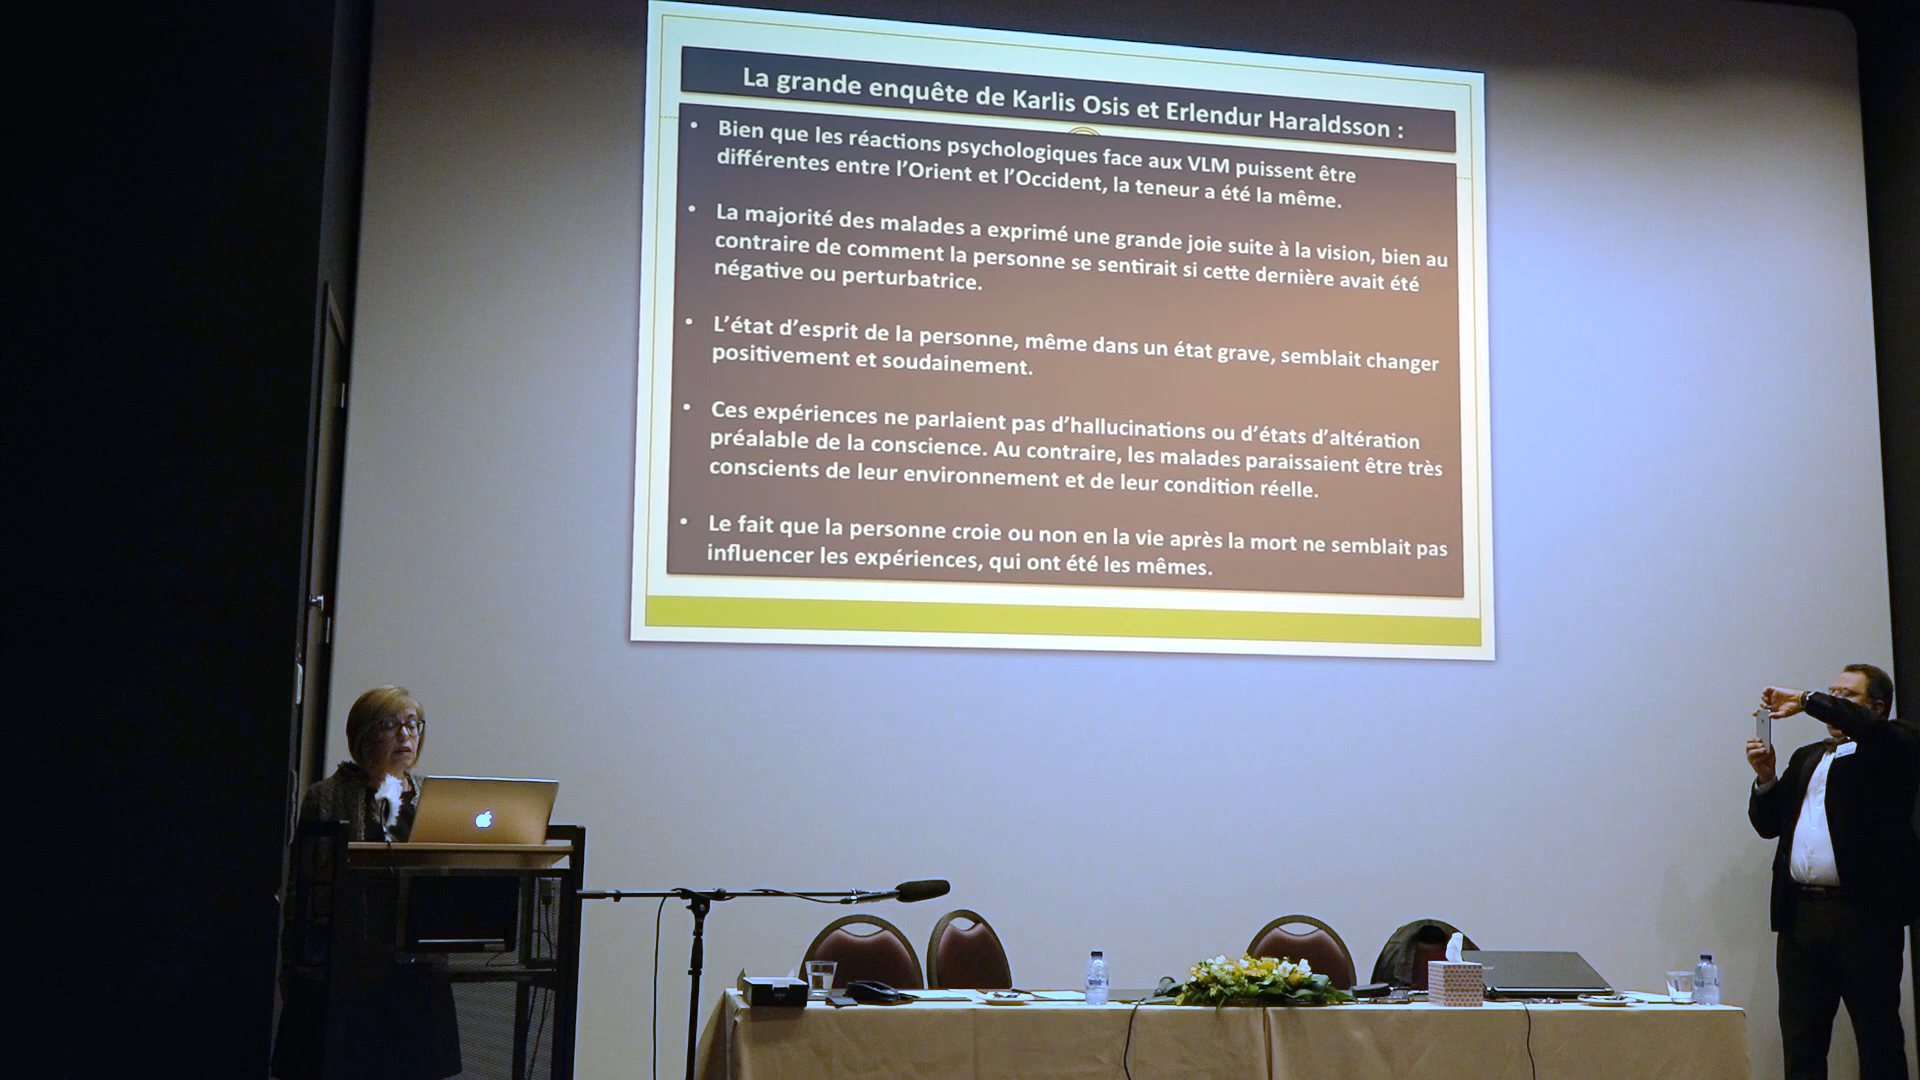 La grande enquête de Karlis Osis et Erlendur Haraldsson :
• Bien que les réactions psychologiques face aux VLM puissent être
différentes entre l'Orient et l'Occident, la teneur a été la même.
• La majorité des malades a exprimé une grande joie suite à la vision, bien au
contraire de comment la personne se sentirait si cette dernière avait été
négative ou perturbatrice.
• L'état d'esprit de la personne, même dans un état grave, semblait changer
positivement et soudainement.
• Ces expériences ne parlaient pas d'hallucinations ou d'états d'altération
préalable de la conscience. Au contraire, les malades paraissaient être très
conscients de leur environnement et de leur condition réelle.
• Le fait que la personne croie ou non en la vie après la mort ne semblait pas
influencer les expériences, qui ont été les mêmes.